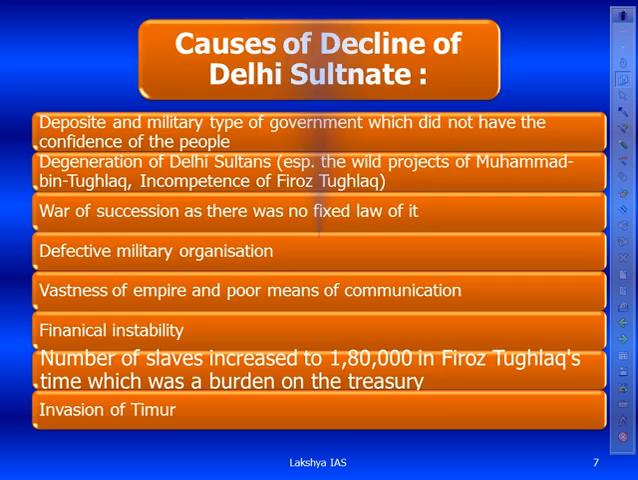 Causes of Decline of
Delhi Sultnate :
Deposite and military type of government which did not have the
confidence of the people
Degeneration of Delhi Sultans (esp. the wild projects of Muhammad-
bin-Tughlaq, Incompetence of Firoz Tughlaq)
War of succession as there was no fixed law of it
Defective military organisation
Vastness of empire and poor means of communication
Finanical instability
Number of slaves increased to 1,80,000 in Firoz Tughlaq's
time which was a burden on the treasury
Invasion of Timur
Lakshya IAS
7